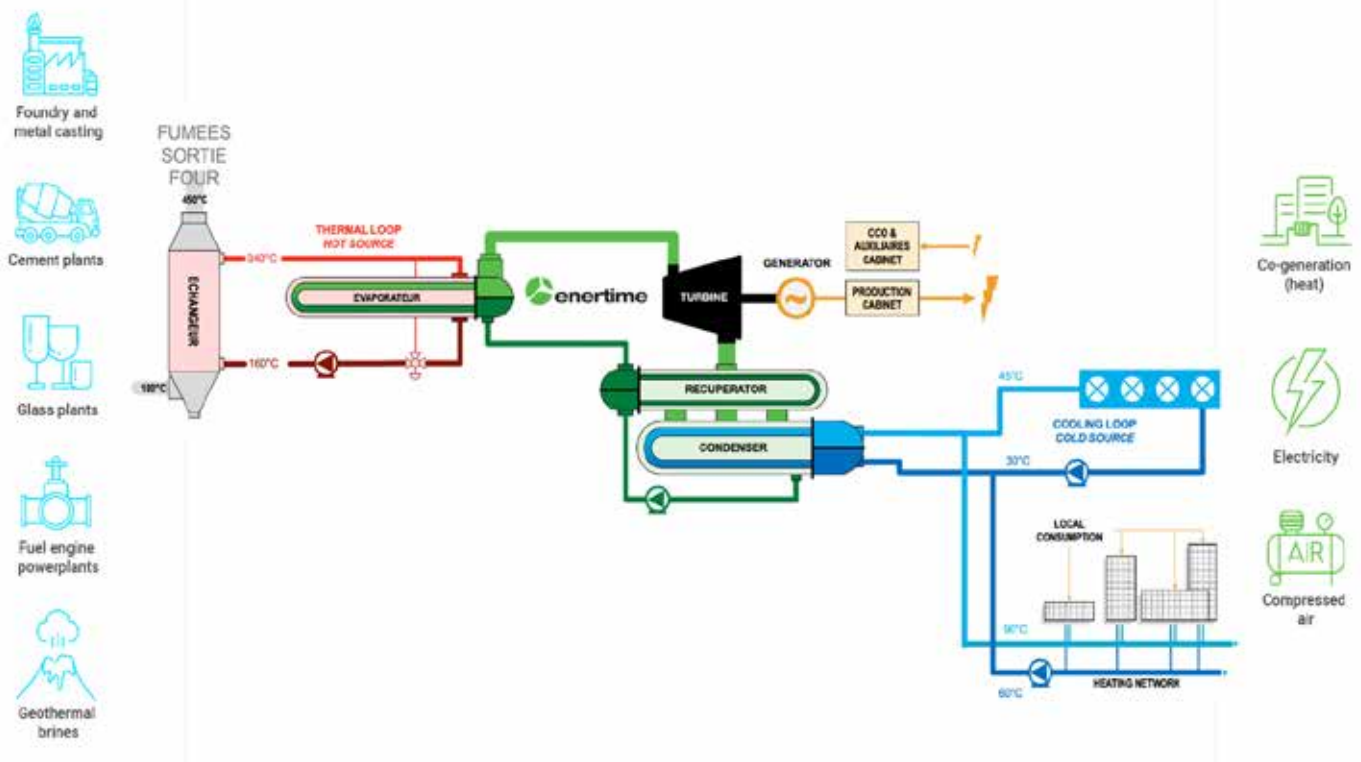 Foundry and
metal casting
Cement plants
Glass plants
Fuel engine
powerplants
Geothermal
brines
FUMEES
SORTIE
FOUR
450°C
ECHANGEUR
180°C
THERMAL LOOP
HOT SOURCE
240°C
EVAPORATEUR
160°C
enertime
TURBINE
GENERATOR
CCO &
AUXILIAIRES
CABINET
PRODUCTION
CABINET
RECUPERATOR
CONDENSER
45°C
COOLING LOOP
COLD SOURCE
30°C
LOCAL
CONSUMPTION
90°C
60°C
HEATING NETWORK
Co-generation
(heat)
Electricity
AIR
Compressed
air